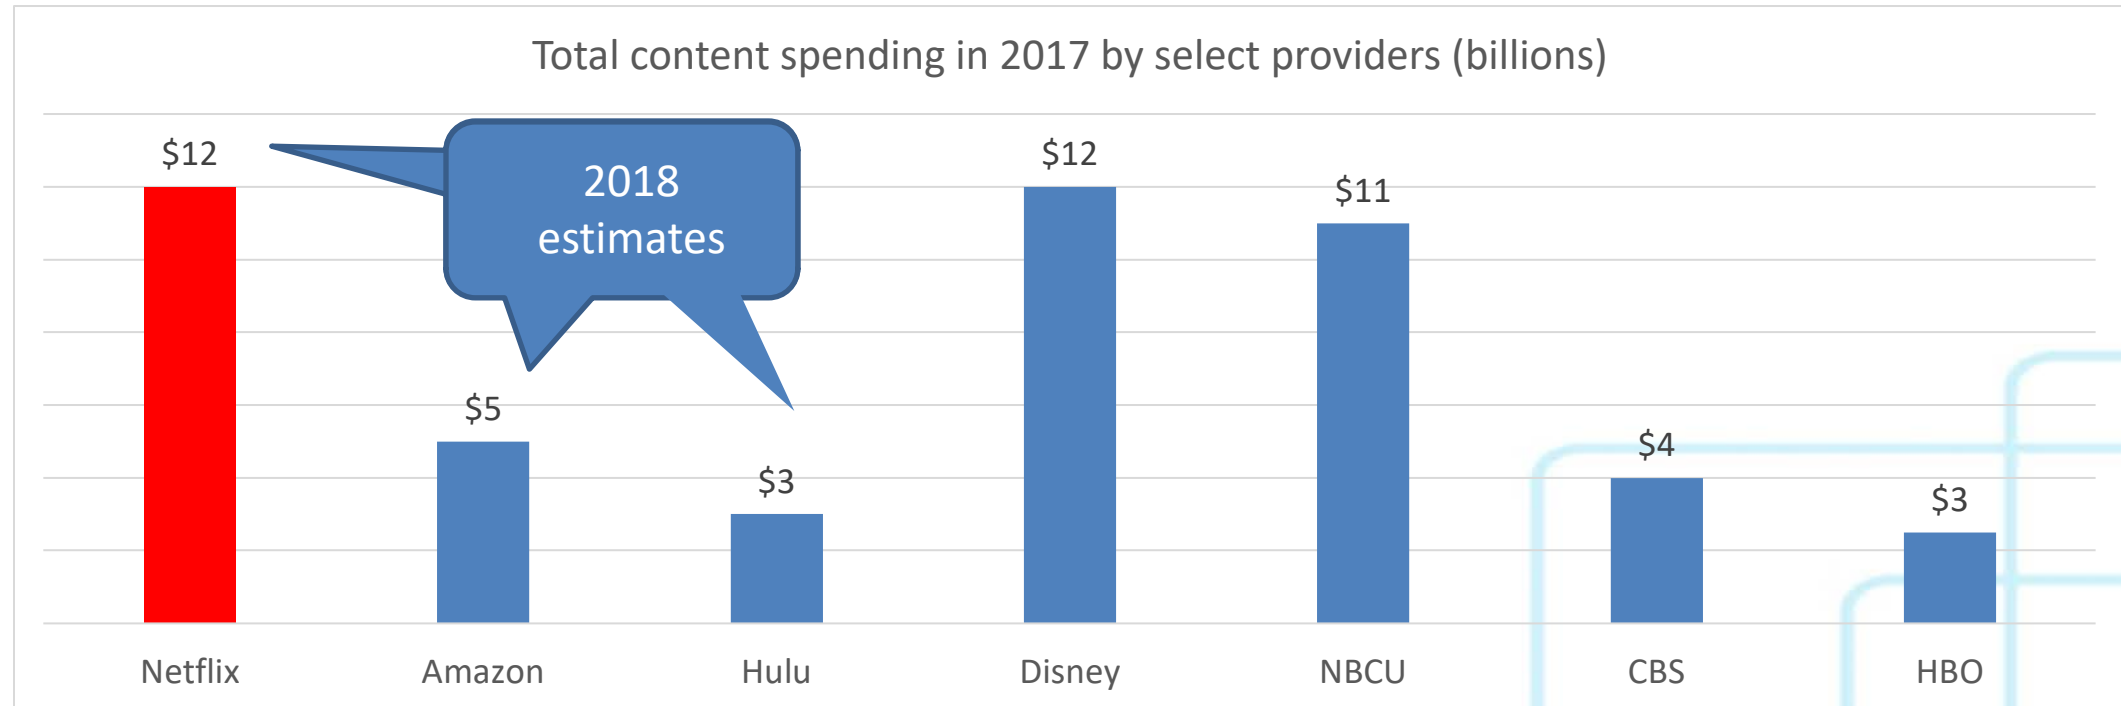 Total content spending in 2017 by select providers (billions)
$12
2018
estimates
$5
$3
$12
$11
$4
$3
Netflix
Amazon
Hulu
Disney
NBCU
CBS
HBO